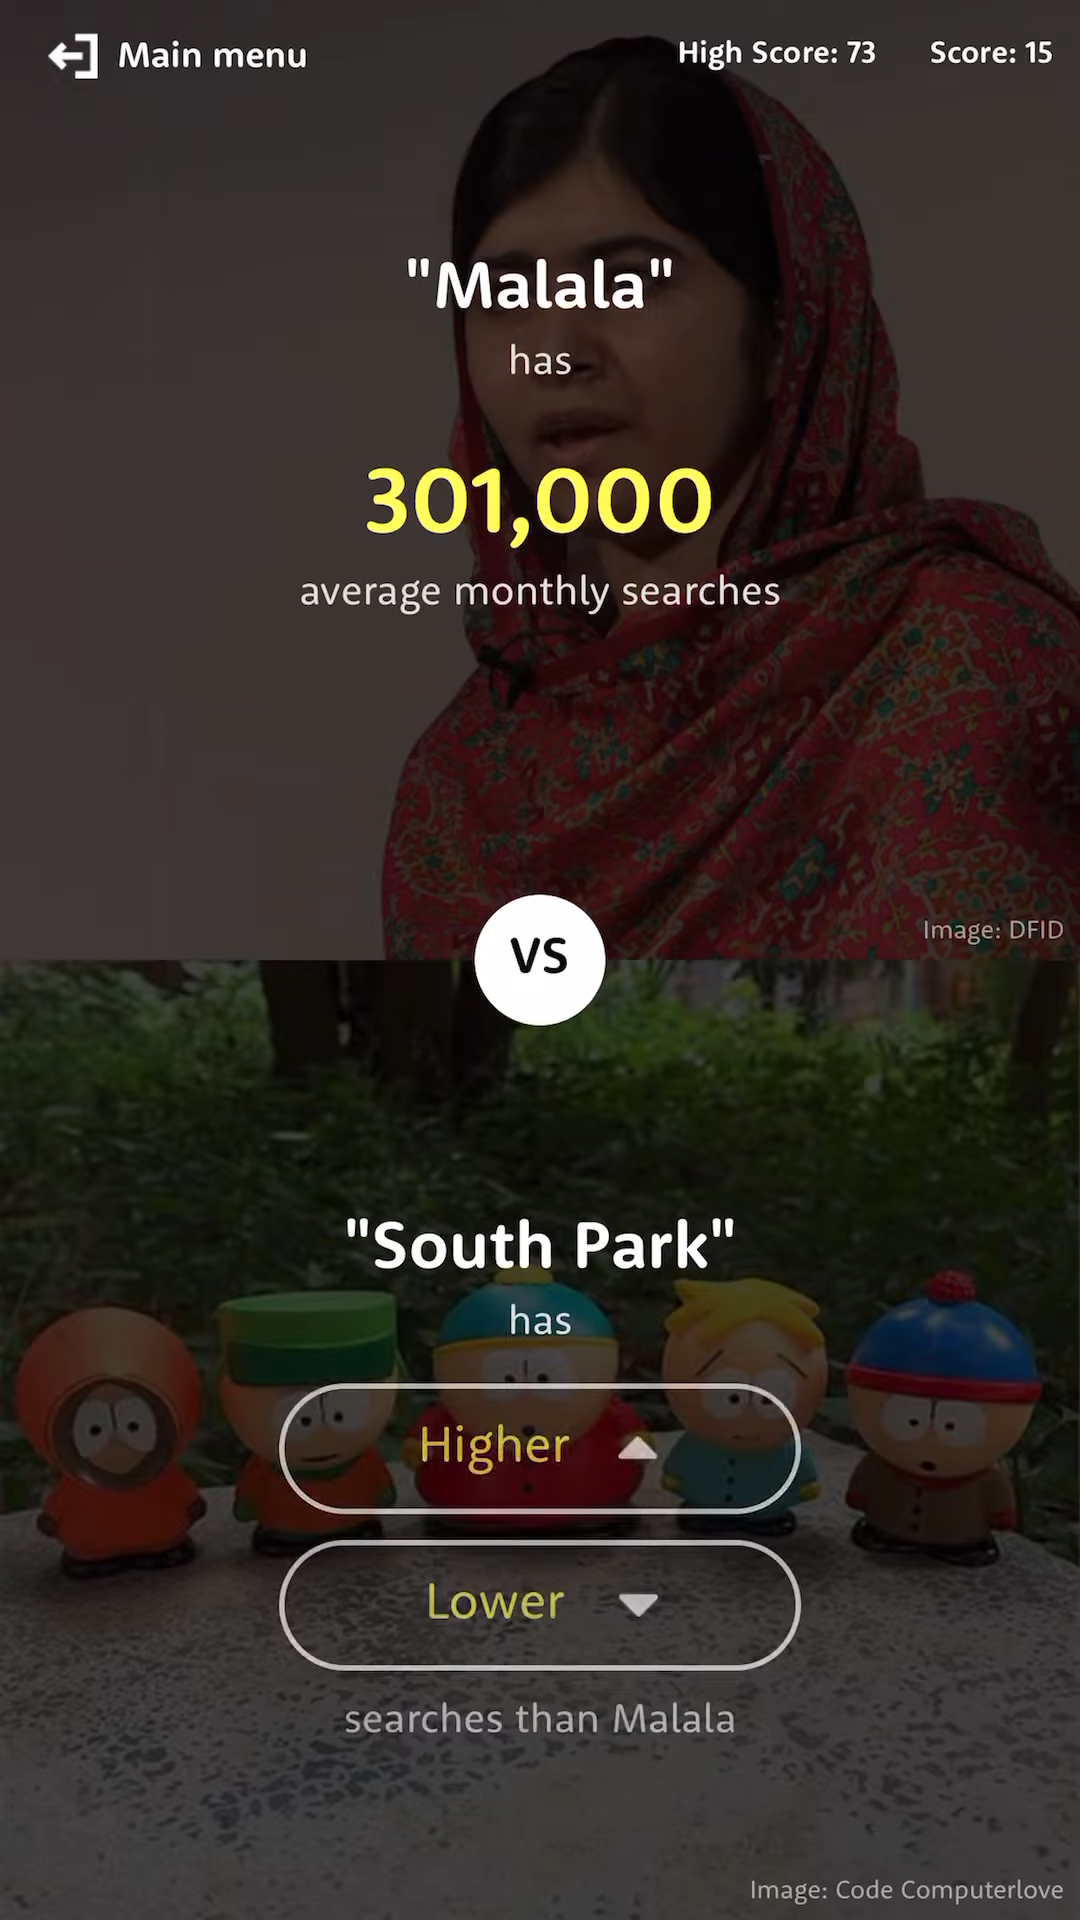 Main menu
High Score: 73
Score: 15
"Malala"
has
301,000
average monthly searches
Image: DFID
VS
"South Park"
has
Higher
Lower
searches than Malala
Image: Code Computerlove